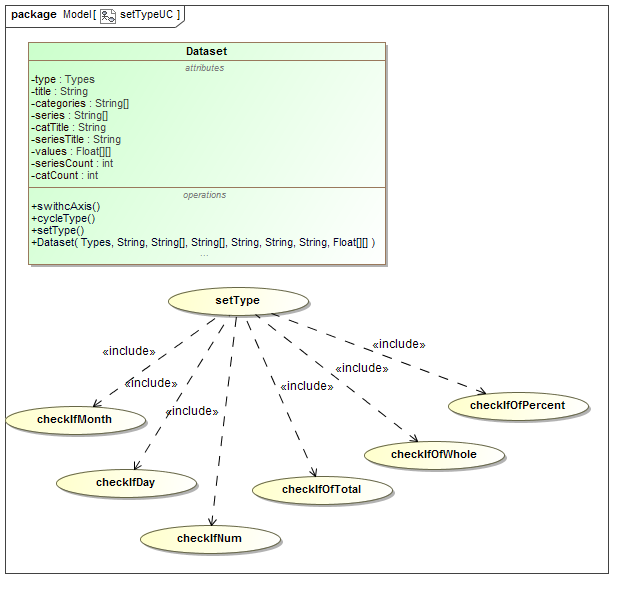 package Model [ setTypeUC ]
Dataset
attributes
-type : Types
-title : String
-categories : String[]
-series : String[]
-catTitle : String
-seriesTitle : String
-values : Float[][]
-seriesCount : int
-catCount : int
operations
+swithcAxis()
+cycleType()
+setType()
+Dataset( Types, String, String[], String[], String, String, String, Float[][] )
...
setType
«include»
«include»
«include»
«include»
«include»
«include»
checkIfOfPercent
checkIfMonth
checkIfOfWhole
checkIfDay
checkIfOfTotal
checkIfNum